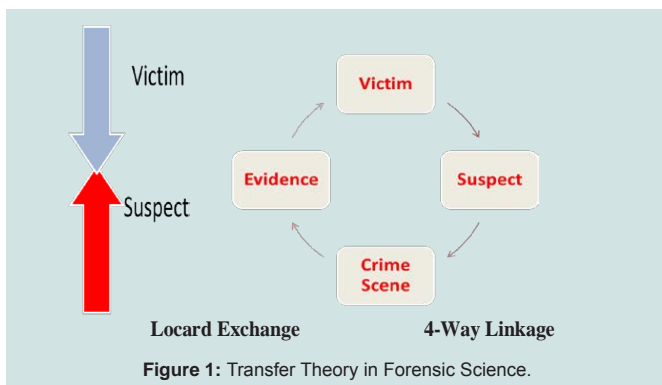 Victim
Suspect
Victim
Suspect
Crime
Scene
Evidence
Locard Exchange
4-Way Linkage
Figure 1: Transfer Theory in Forensic Science.